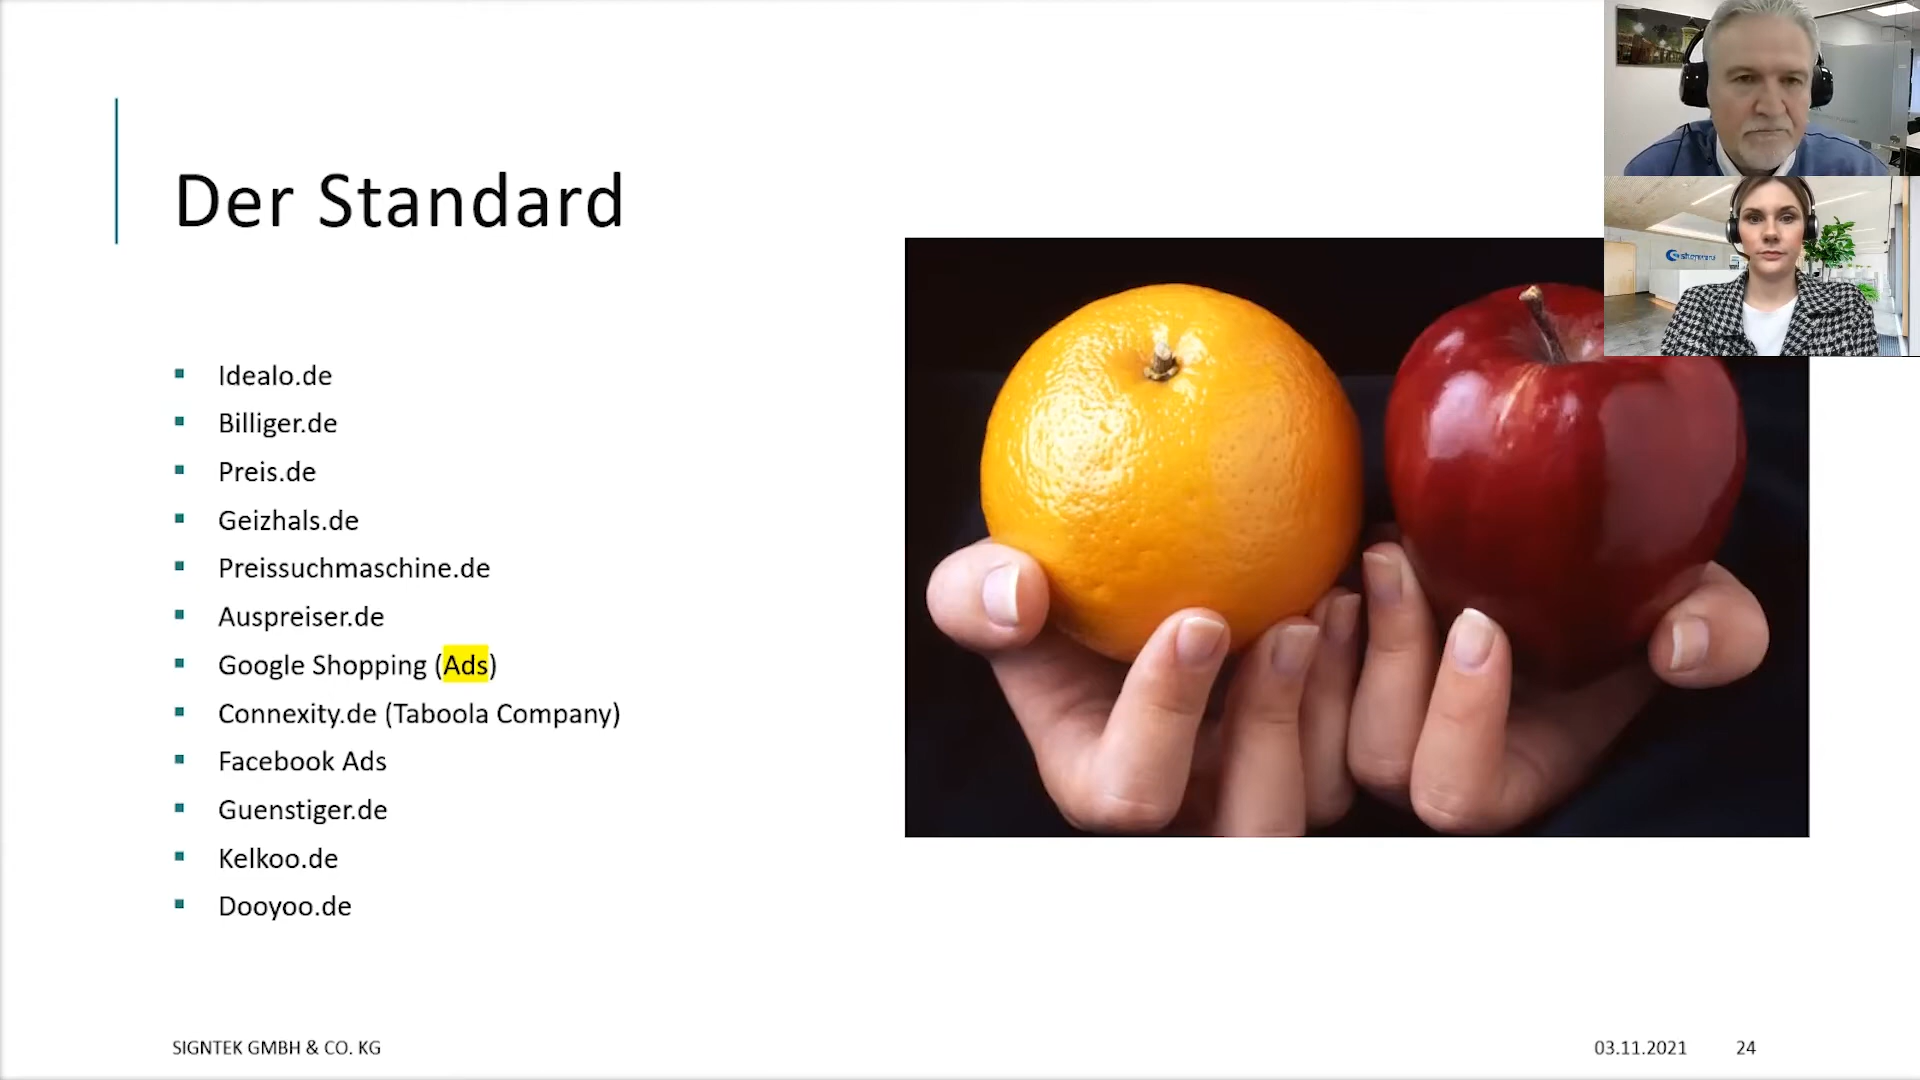 Der Standard
Idealo.de
Billiger.de
Preis.de
Geizhals.de
Preissuchmaschine.de
Auspreiser.de
Google Shopping (Ads)
Connexity.de (Taboola Company)
Facebook Ads
Guenstiger.de
Kelkoo.de
Dooyoo.de
SIGNTEK GMBH & CO. KG
03.11.2021
24